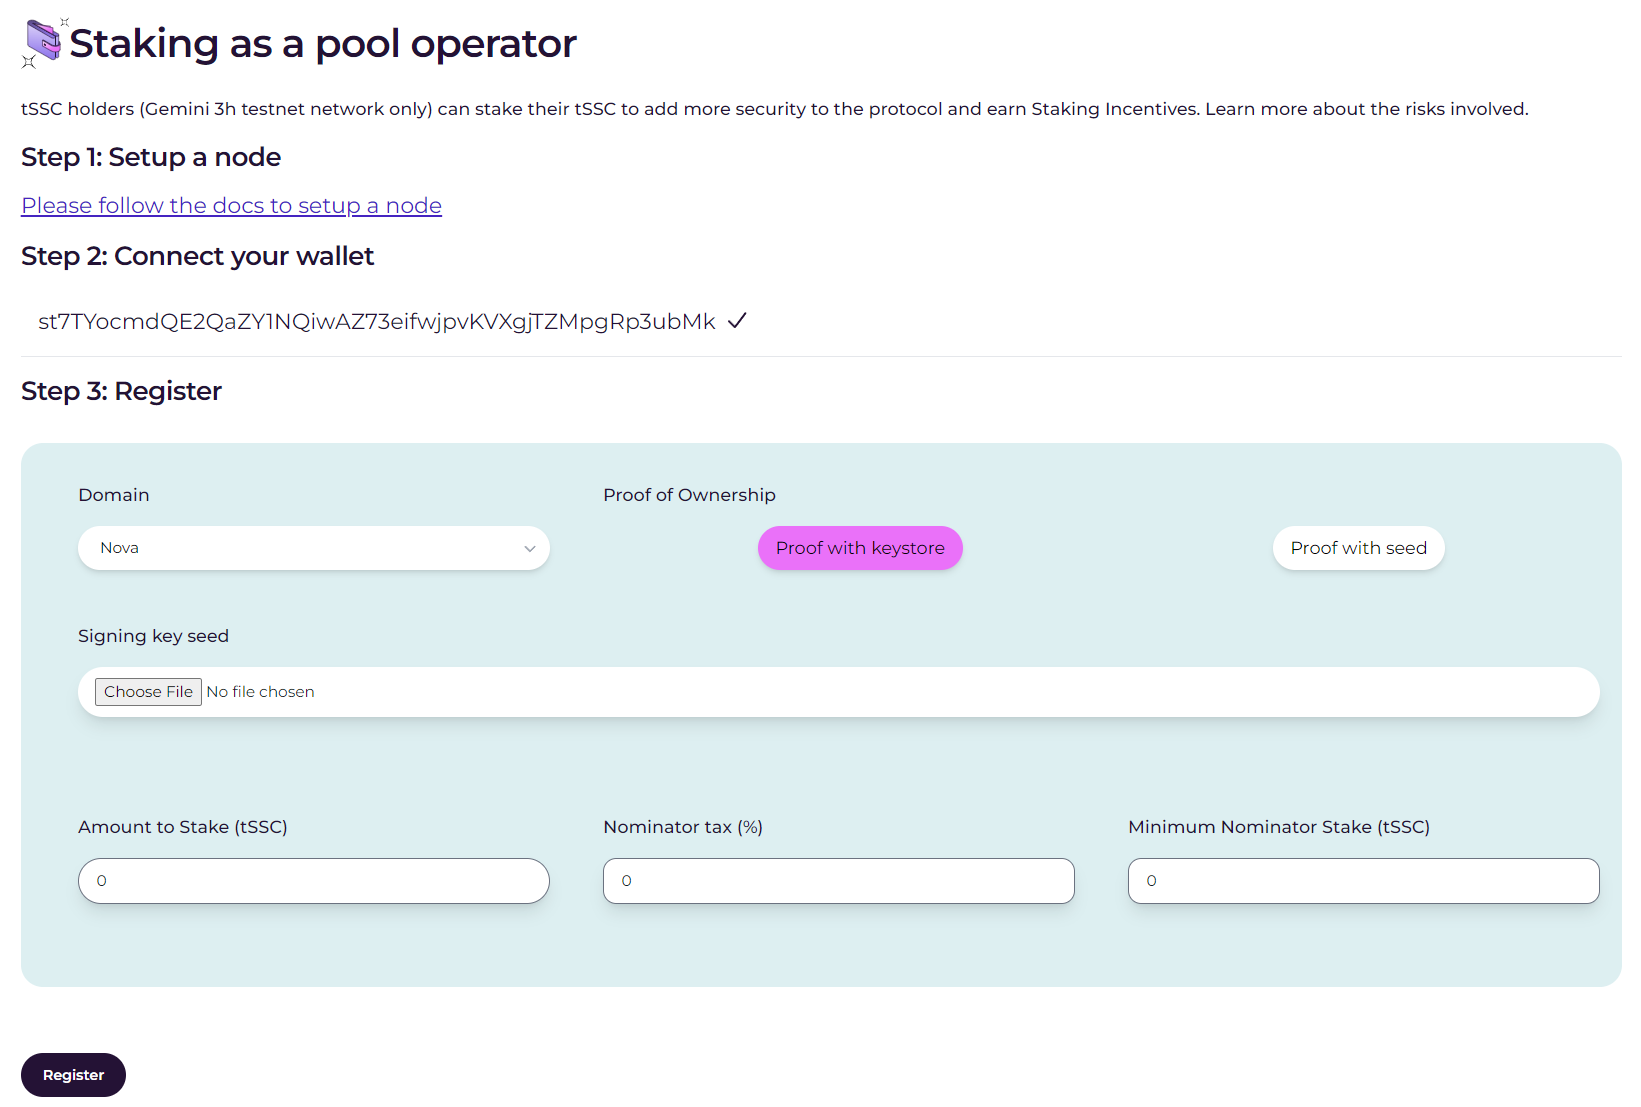 Staking as a pool operator
tSSC holders (Gemini 3h testnet network only) can stake their tSSC to add more security to the protocol and earn Staking Incentives. Learn more about the risks involved.
Step 1: Setup a node
Please follow the docs to setup a node
Step 2: Connect your wallet
st7TYocmdQE2QaZY1NQiwAZ73eifwjpvKVXgjTZMpgRp3ubMk
Step 3: Register
Domain
Proof of Ownership
Nova
Proof with keystore
Proof with seed
Signing key seed
Choose File No file chosen
Amount to Stake (tSSC)
Nominator tax (%)
Minimum Nominator Stake (tSSC)
0
0
0
Register